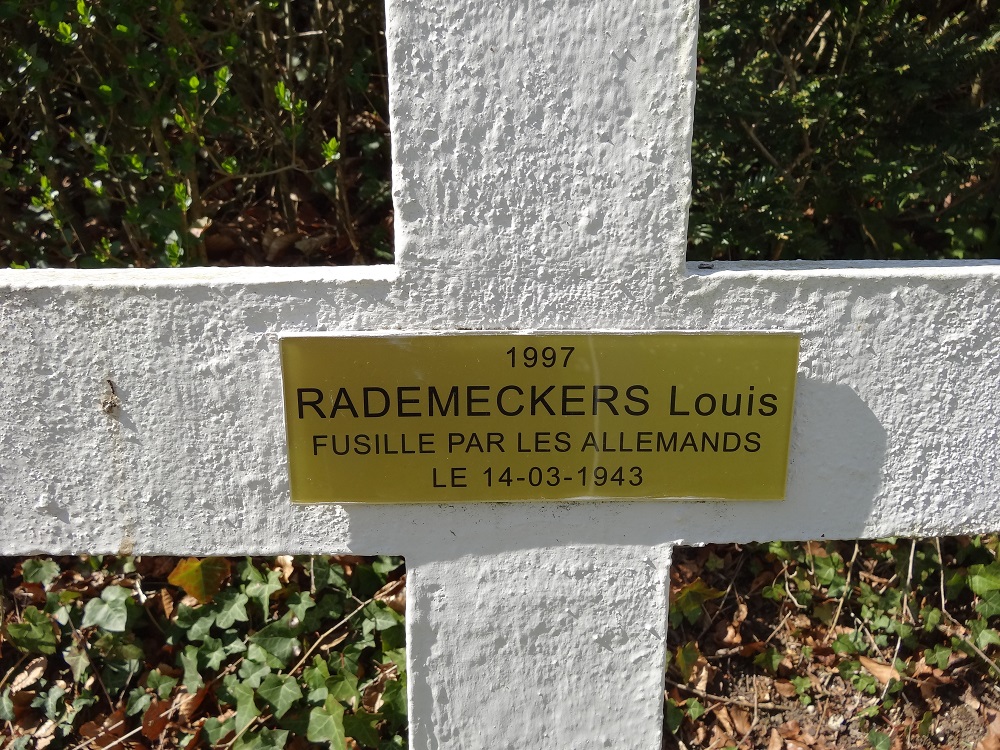 1997
RADEMECKERS Louis
FUSILLE PAR LES ALLEMANDS
LE 14-03-1943